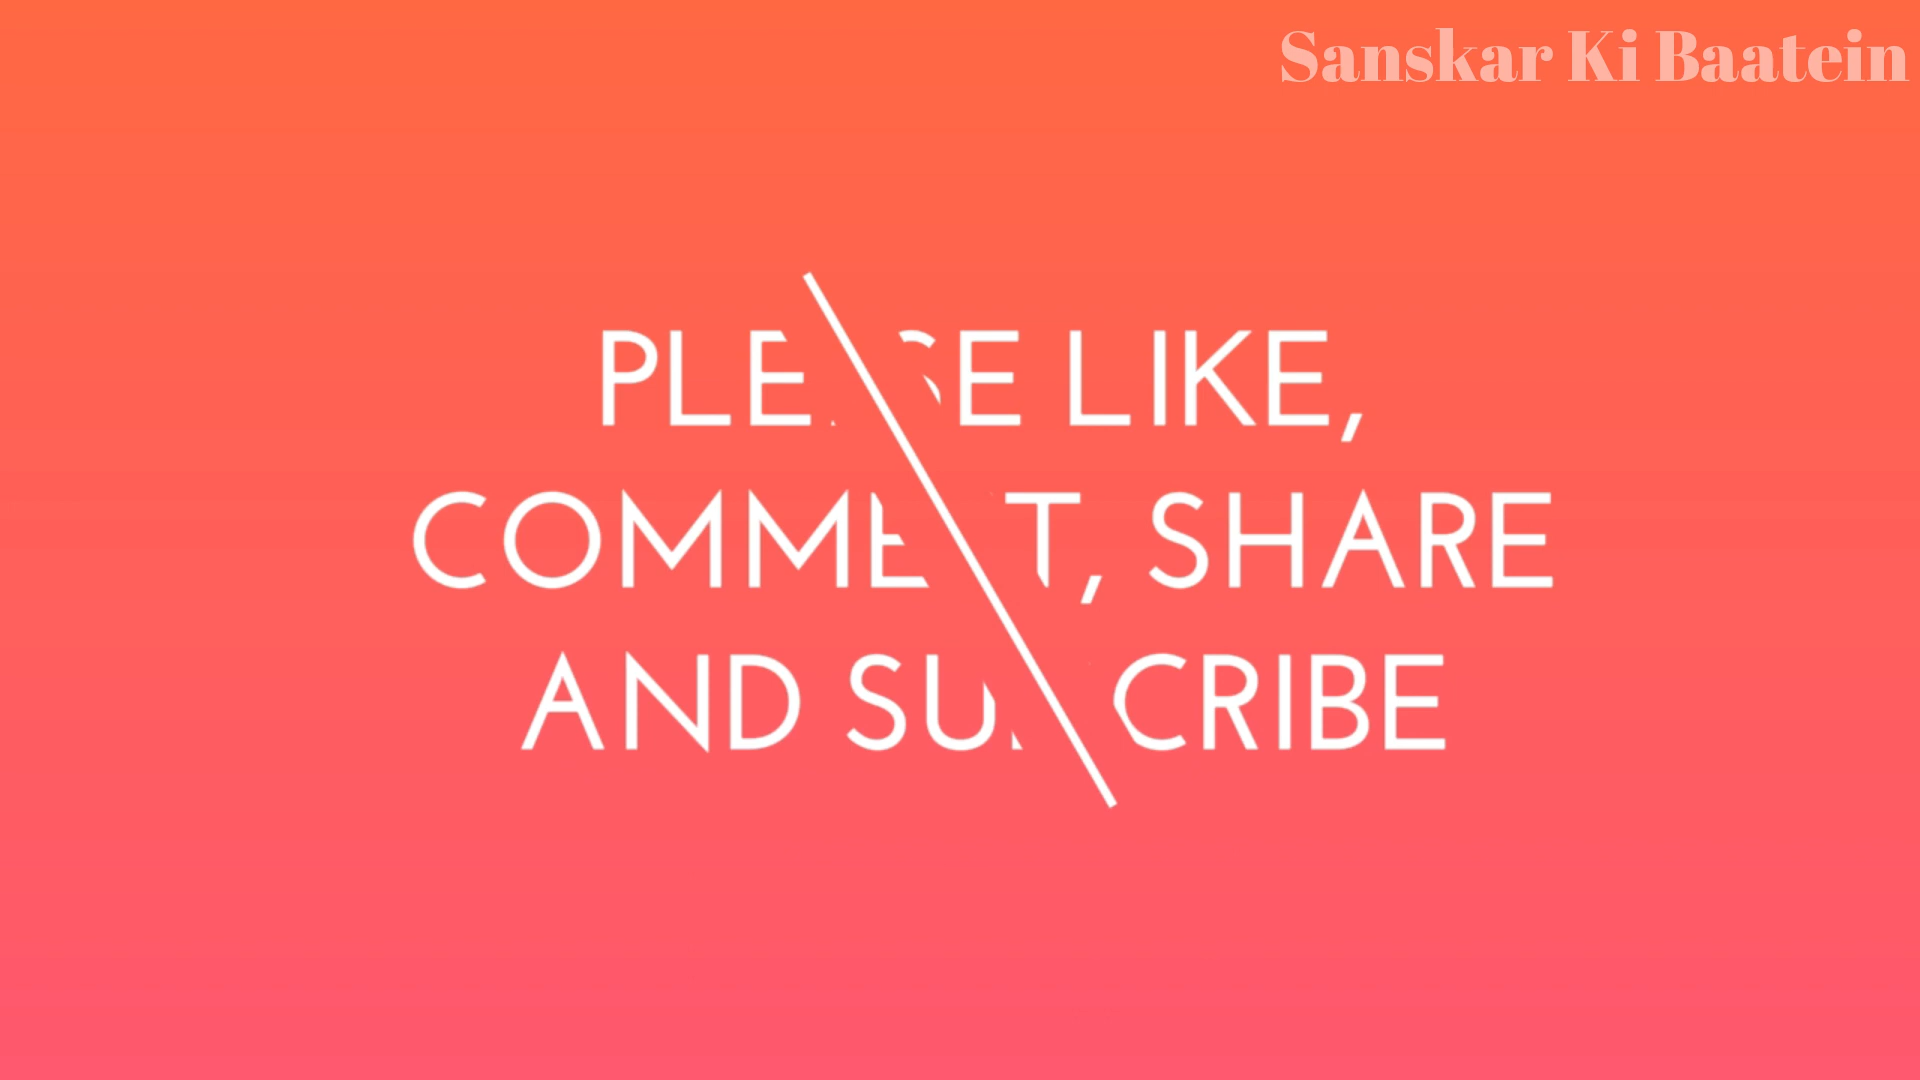 Sanskar Ki Baatein
PLEASE LIKE,
COMMENT, SHARE
AND SUBSCRIBE